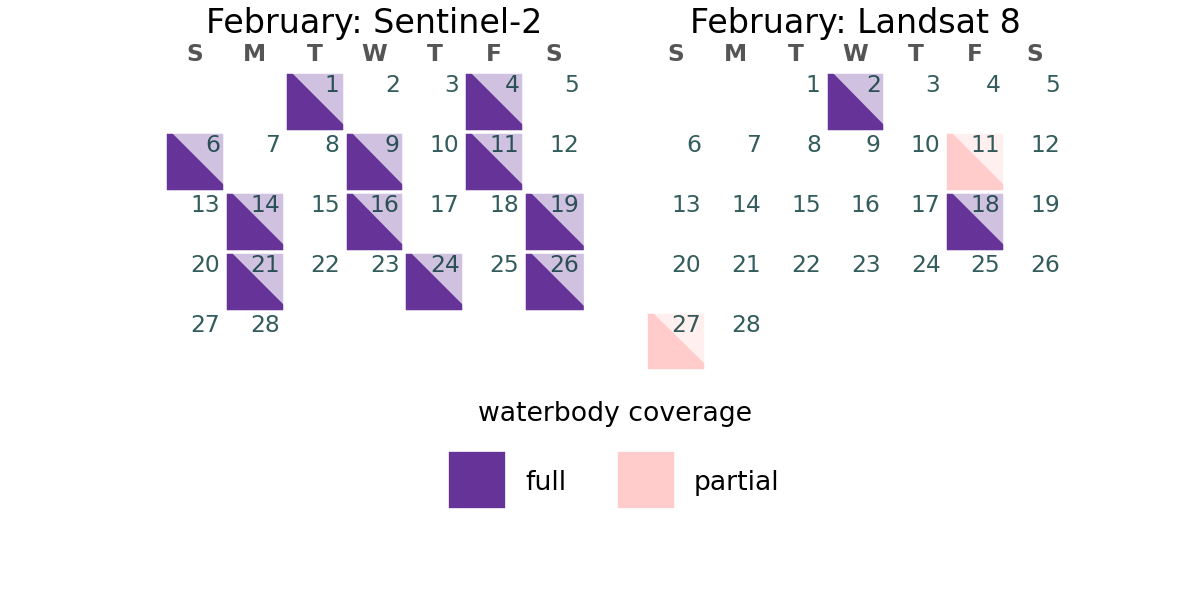 February: Sentinel-2
S M T W T F S
1 2 3 4 5
6 7 8 9 10 11 12
13 14 15 16 17 18 19
20 21 22 23 24 25 26
27 28
February: Landsat 8
S M T W T F S
1 2 3 4 5
6 7 8 9 10 11 12
13 14 15 16 17 18 19
20 21 22 23 24 25 26
27 28
waterbody coverage
full
partial